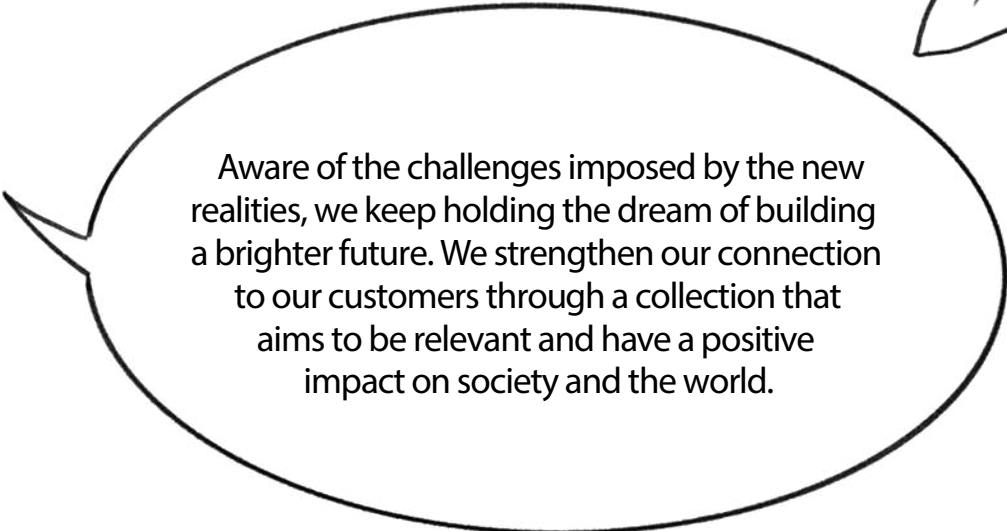 Aware of the challenges imposed by the new
realities, we keep holding the dream of building
a brighter future. We strengthen our connection
to our customers through a collection that
aims to be relevant and have a positive
impact on society and the world.